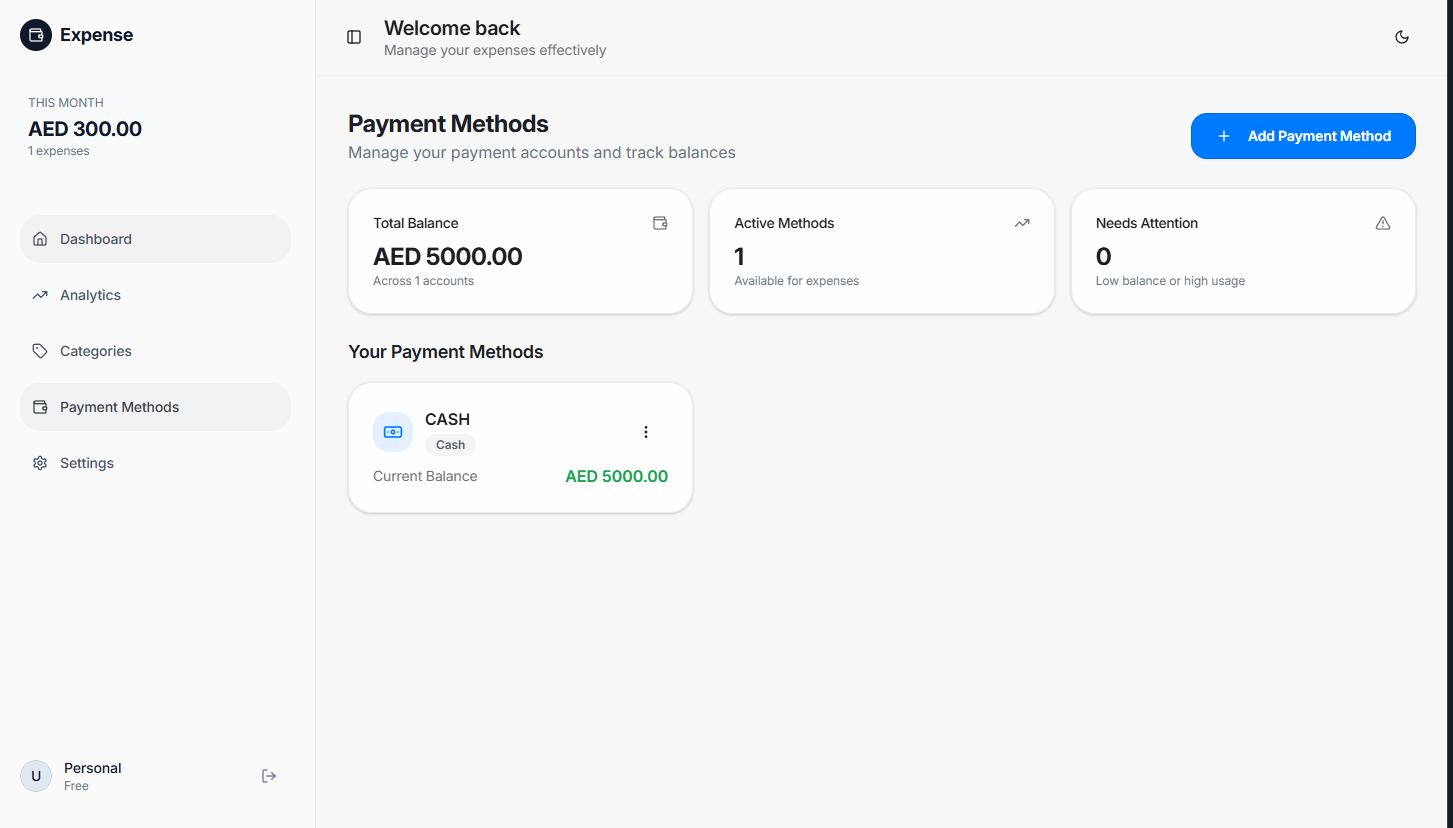 Expense
THIS MONTH
AED 300.00
1 expenses
Dashboard
Analytics
Categories
Payment Methods
Settings
U
Personal
Free
Welcome back
Manage your expenses effectively
Payment Methods
Manage your payment accounts and track balances
Add Payment Method
Total Balance
AED 5000.00
Across 1 accounts
Active Methods
1
Available for expenses
Needs Attention
0
Low balance or high usage
Your Payment Methods
CASH
Cash
Current Balance AED 5000.00